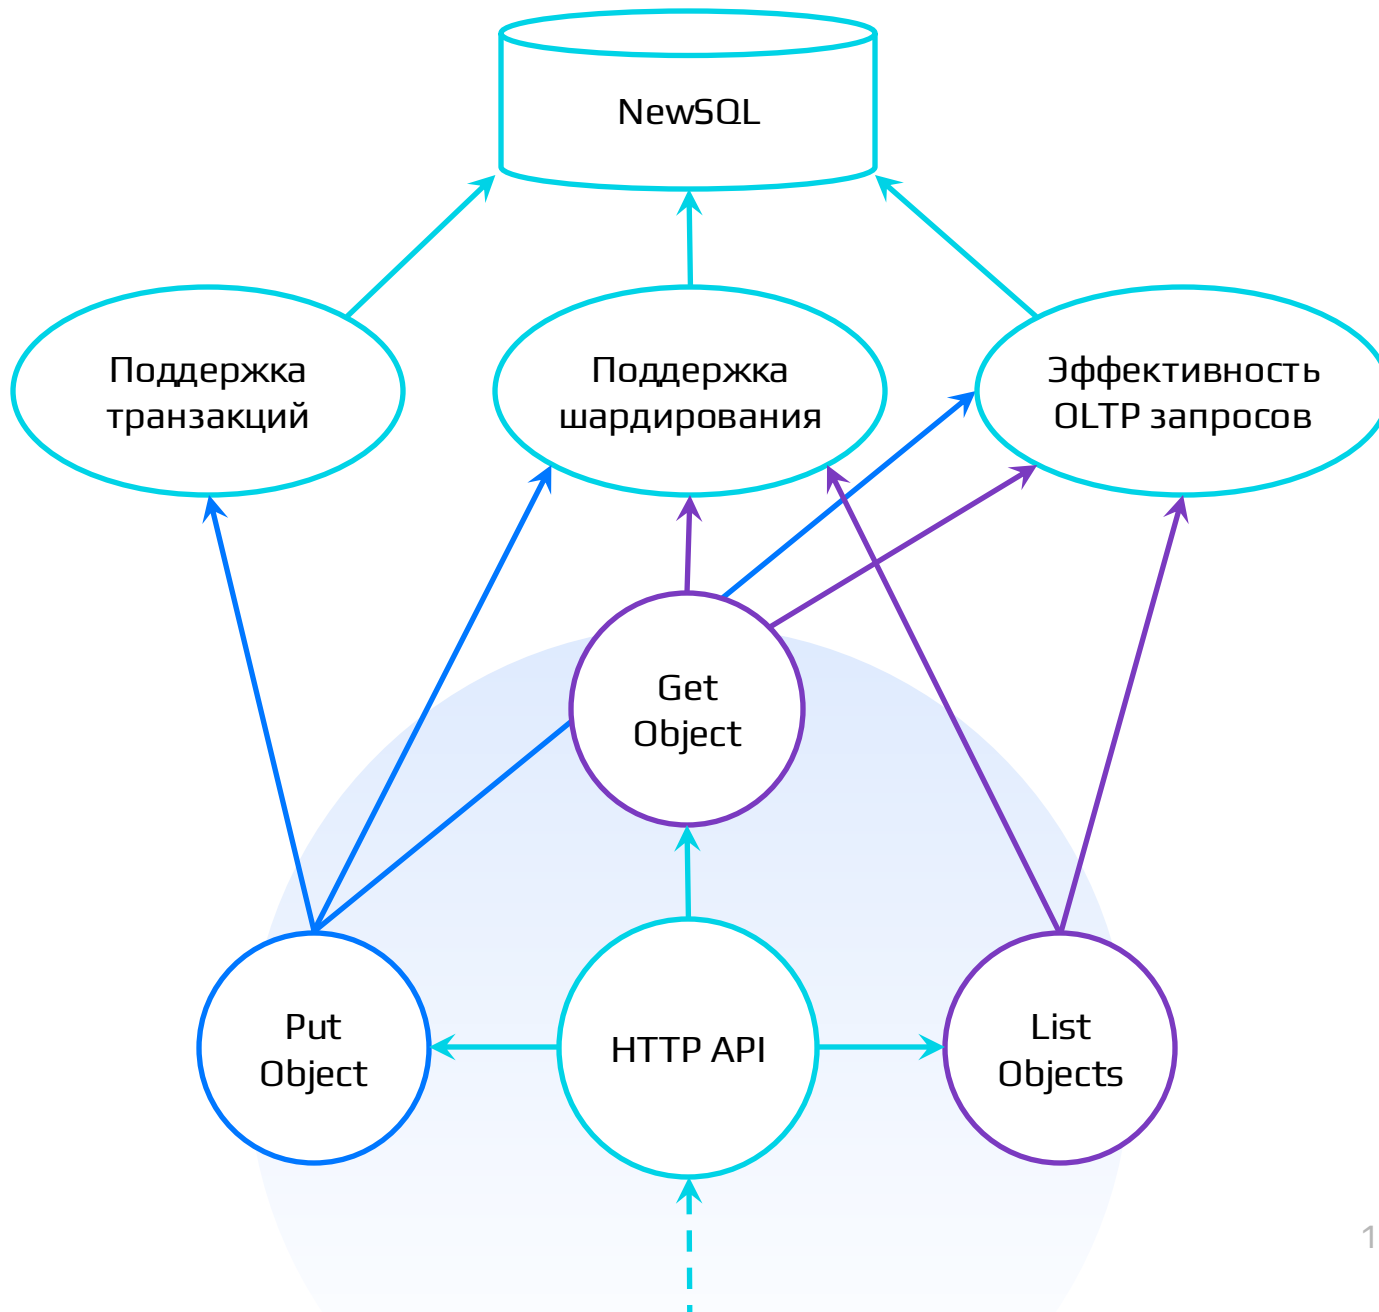 NewSQL
Поддержка
транзакций
Поддержка
шардирования
Эффективность
OLTP запросов
Get
Object
Put
Object
HTTP API
List
Objects
1